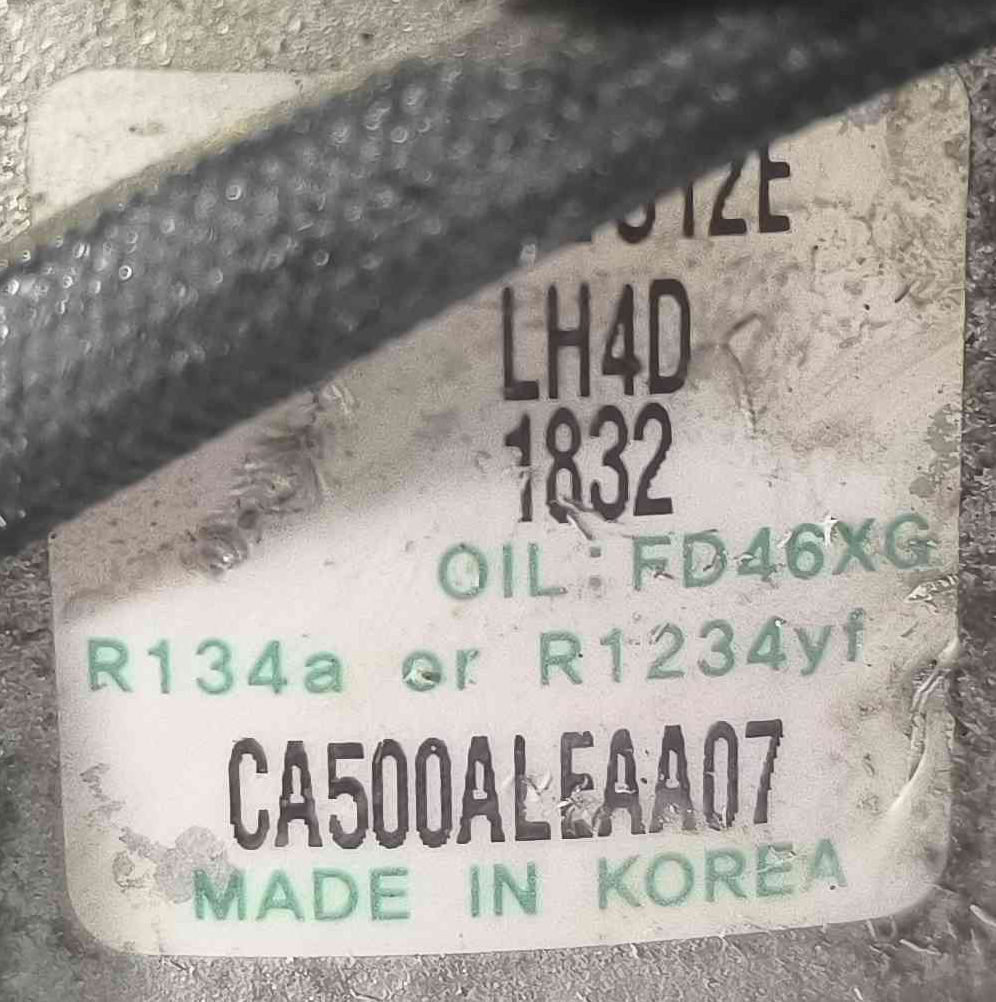 LH4D
1832
OIL: FD46XG
R134a or R1234yf
CA500ALEAA07
MADE IN KOREA